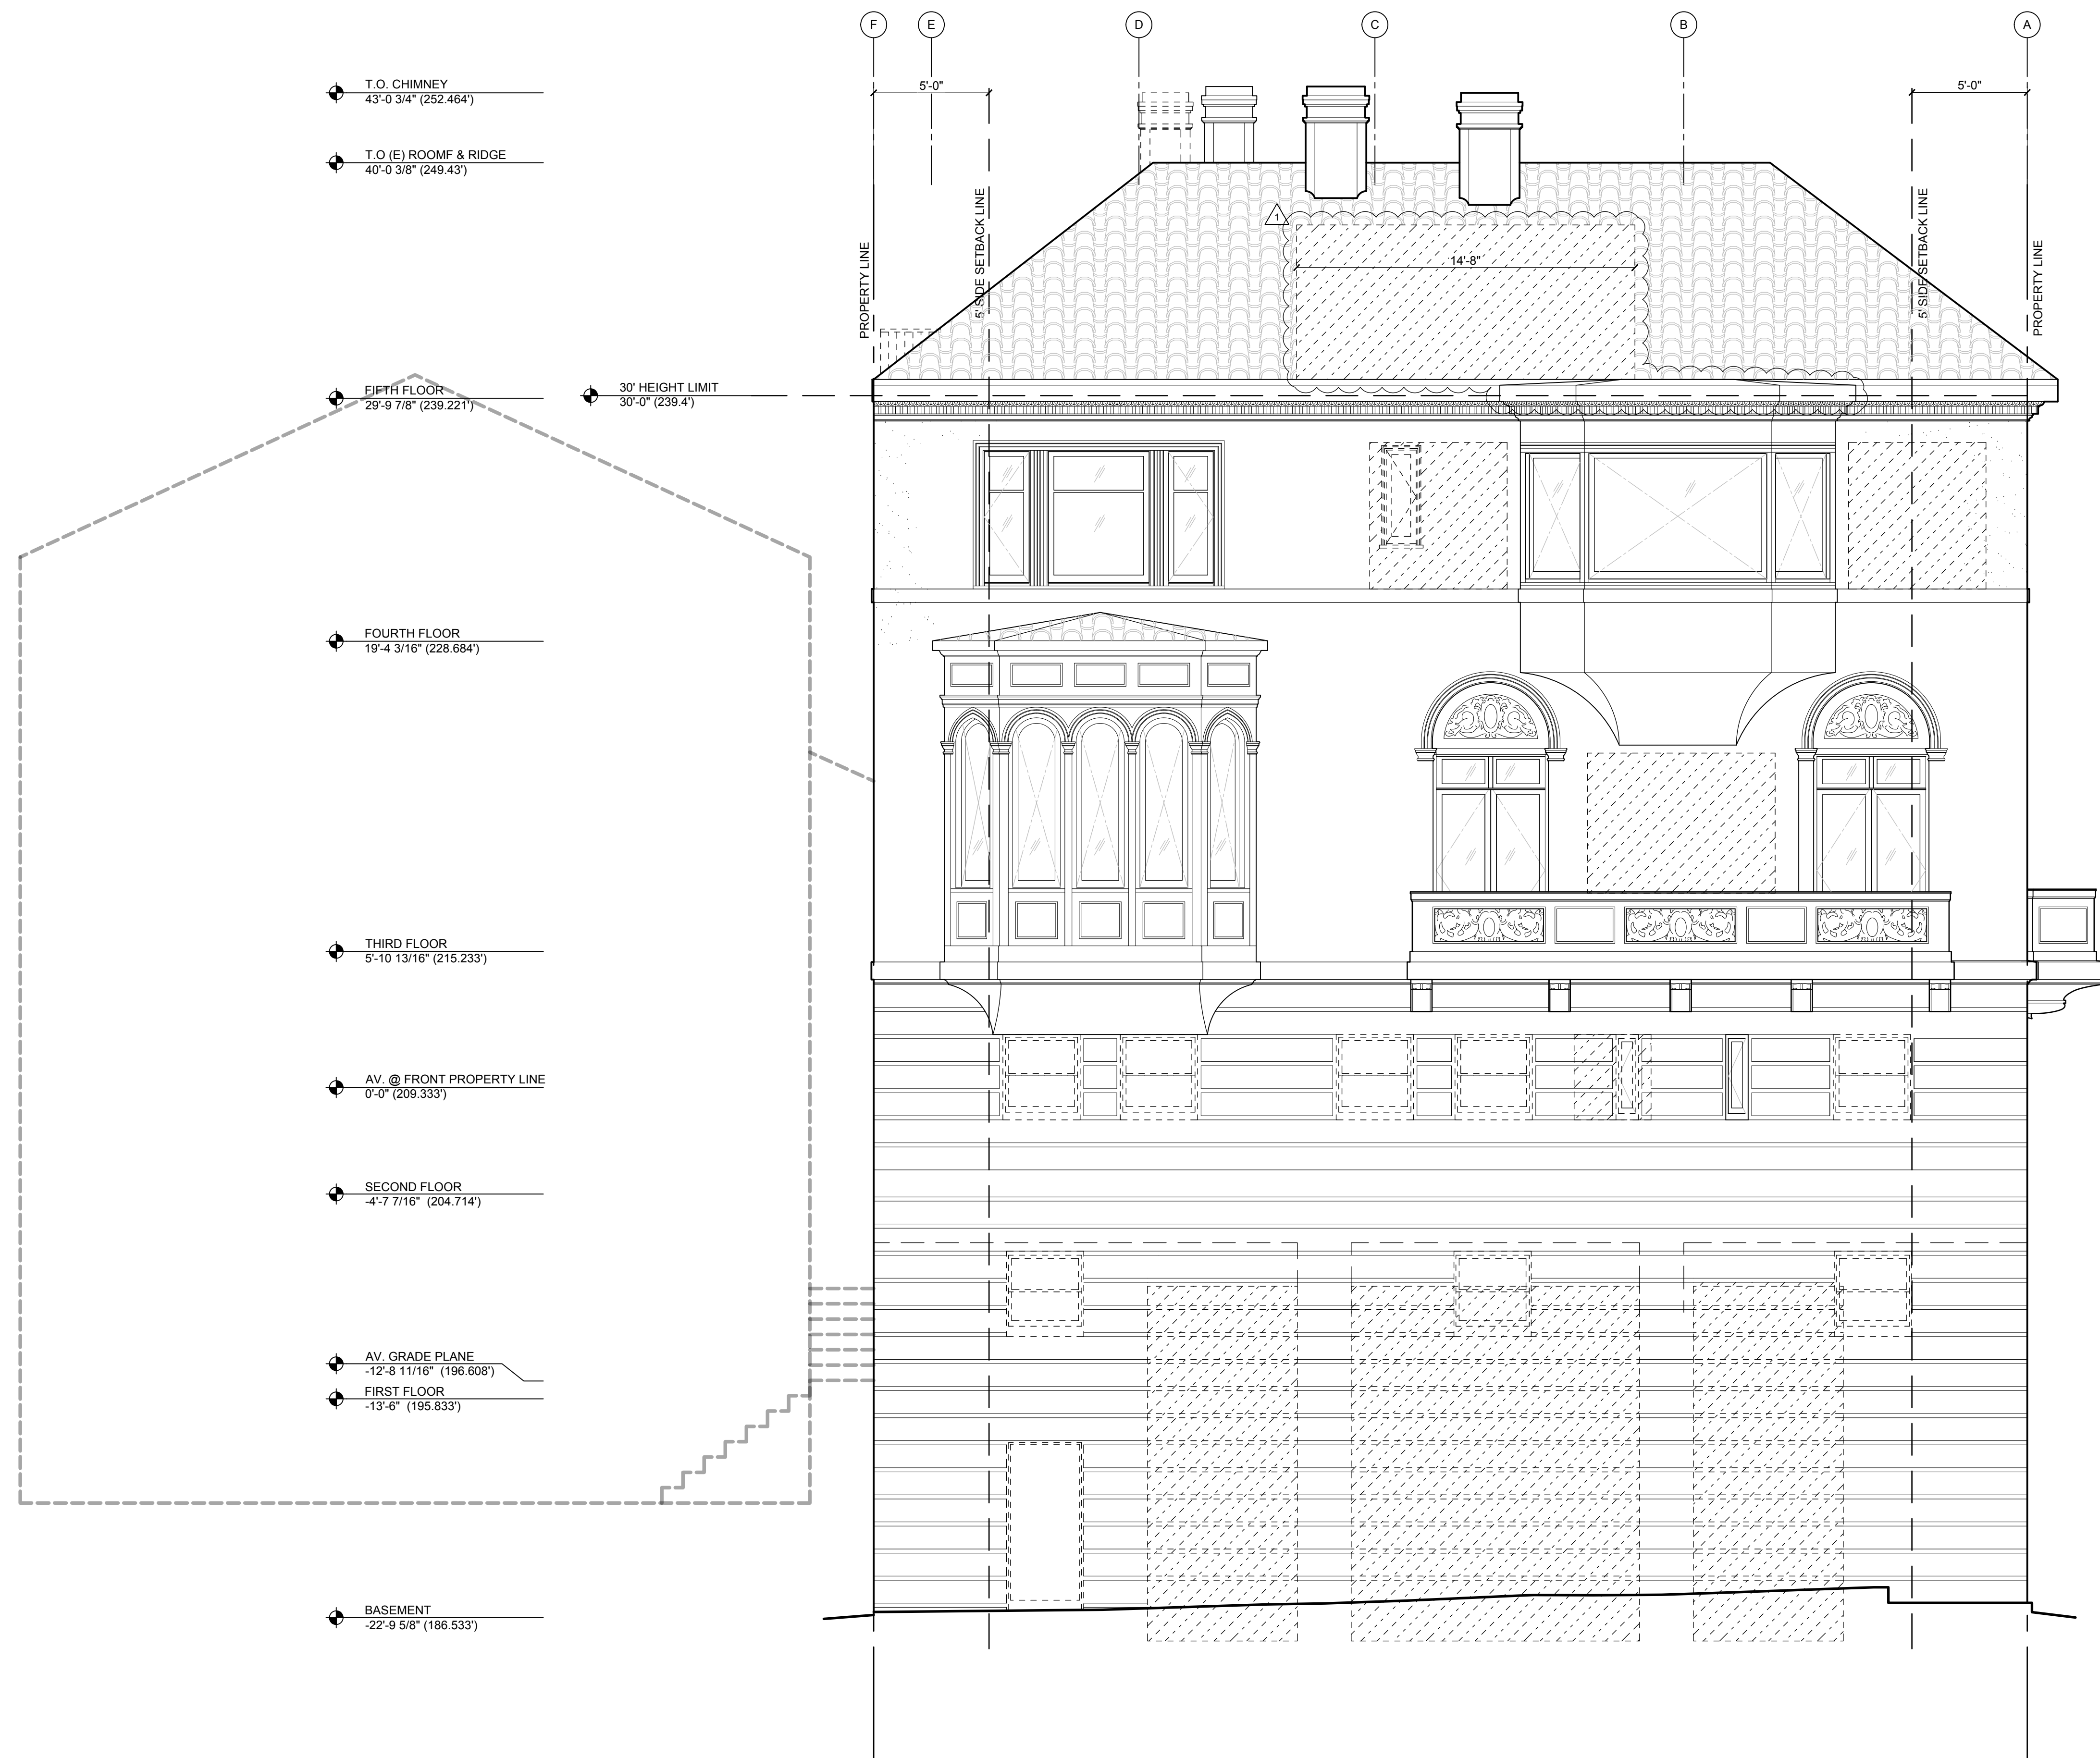 F E D C B A
5'-0" 5'-0"
T.O. CHIMNEY
43'-0 3/4" (252.464')
T.O (E) ROOMF & RIDGE
40'-0 3/8" (249.43')
PROPERTY LINE
5' SIDE SETBACK LINE
1
14'-8"
5' SIDE SETBACK LINE
PROPERTY LINE
FIFTH FLOOR
29'-9 7/8" (239.221')
30' HEIGHT LIMIT
30'-0" (239.4')
FOURTH FLOOR
19'-4 3/16" (228.684')
THIRD FLOOR
5'-10 13/16" (215.233')
AV. @ FRONT PROPERTY LINE
0'-0" (209.333')
SECOND FLOOR
-4'-7 7/16" (204.714')
AV. GRADE PLANE
-12'-8 11/16" (196.608')
FIRST FLOOR
-13'-6" (195.833')
BASEMENT
-22'-9 5/8" (186.533')